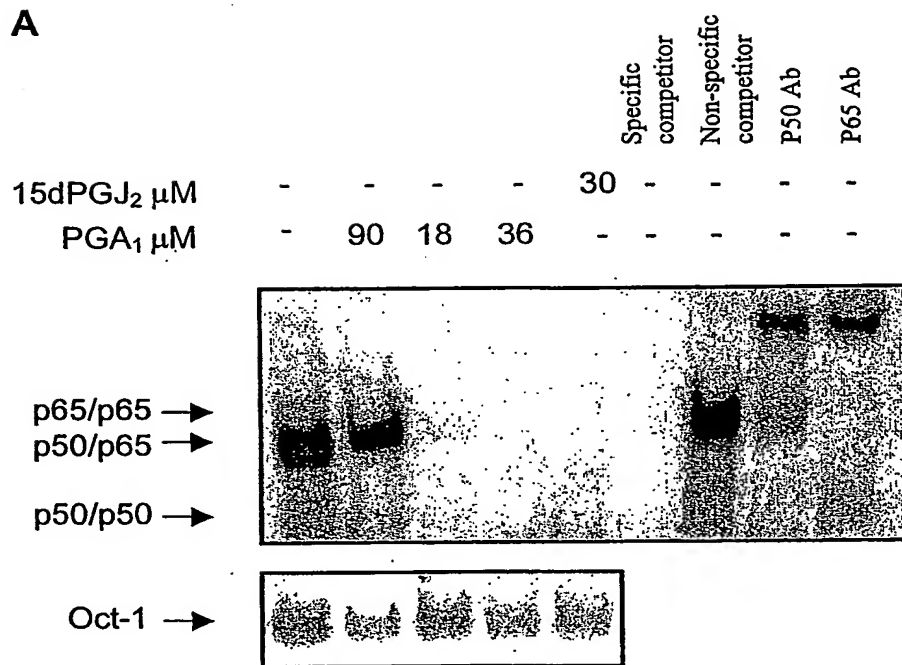 A
Specific competitor
Non-specific competitor
P50 Ab
P65 Ab
15dPGJ₂ μM - - - - 30 - - - -
PGA₁ μM - 90 18 36 - - - - -
p65/p65 →
p50/p65 →
p50/p50 →
Oct-1 →